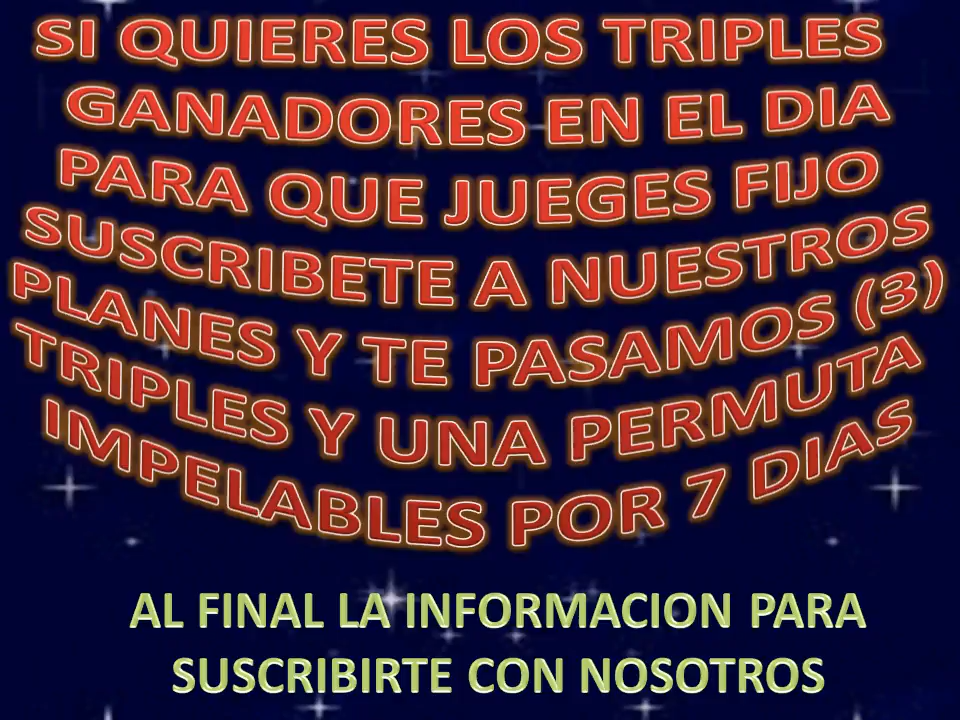 SI QUIERES LOS TRIPLES
GANADORES EN EL DIA
PARA QUE JUEGES FIJO
SUSCRIBETE A NUESTROS
PLANES Y TE PASAMOS (3)
TRIPLES Y UNA PERMUTA
IMPELABLES POR 7 DIAS
AL FINAL LA INFORMACION PARA
SUSCRIBIRTE CON NOSOTROS